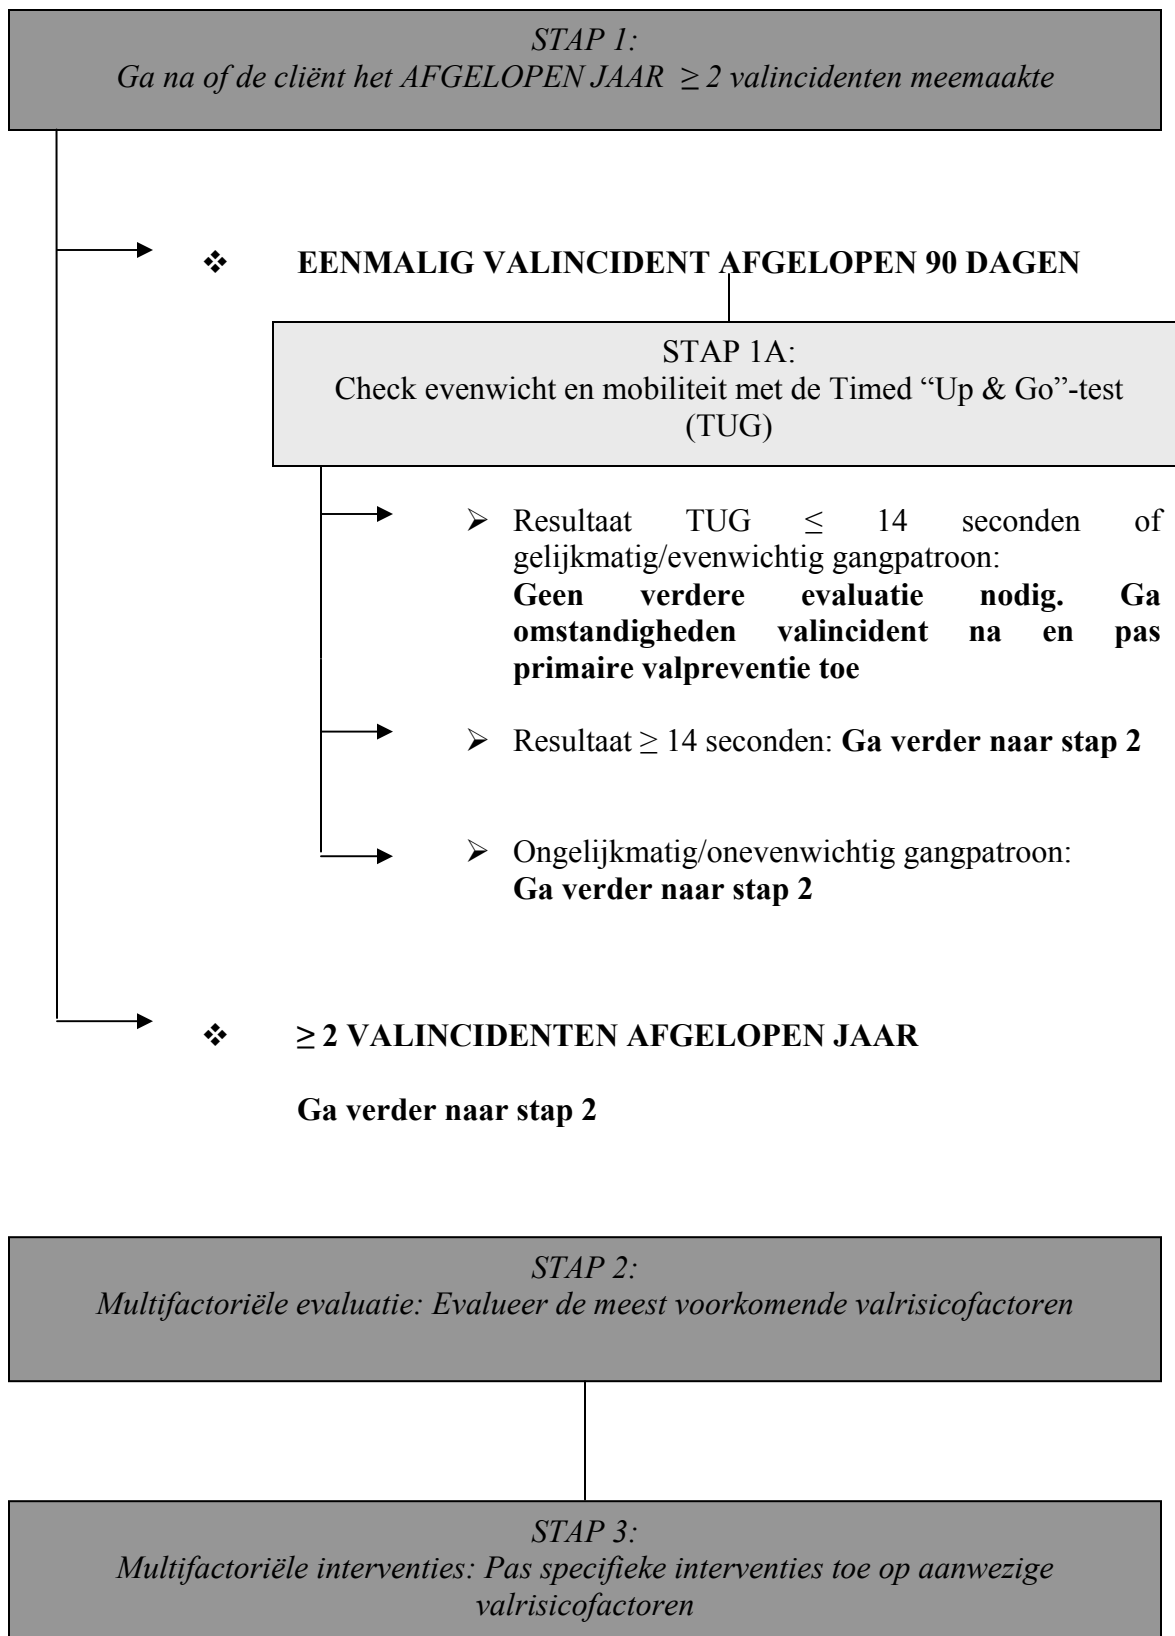 STAP 1:
Ga na of de cliënt het AFGELOPEN JAAR ≥ 2 valincidenten meemaakte
❖ EENMALIG VALINCIDENT AFGELOPEN 90 DAGEN
STAP 1A:
Check evenwicht en mobiliteit met de Timed “Up & Go”-test
(TUG)
➢ Resultaat TUG ≤ 14 seconden of
gelijkmatig/evenwichtig gangpatroon:
Geen verdere evaluatie nodig. Ga
omstandigheden valincident na en pas
primaire valpreventie toe
➢ Resultaat ≥ 14 seconden: Ga verder naar stap 2
➢ Ongelijkmatig/onevenwichtig gangpatroon:
Ga verder naar stap 2
❖ ≥ 2 VALINCIDENTEN AFGELOPEN JAAR
Ga verder naar stap 2
STAP 2:
Multifactoriële evaluatie: Evalueer de meest voorkomende valrisicofactoren
STAP 3:
Multifactoriële interventies: Pas specifieke interventies toe op aanwezige
valrisicofactoren